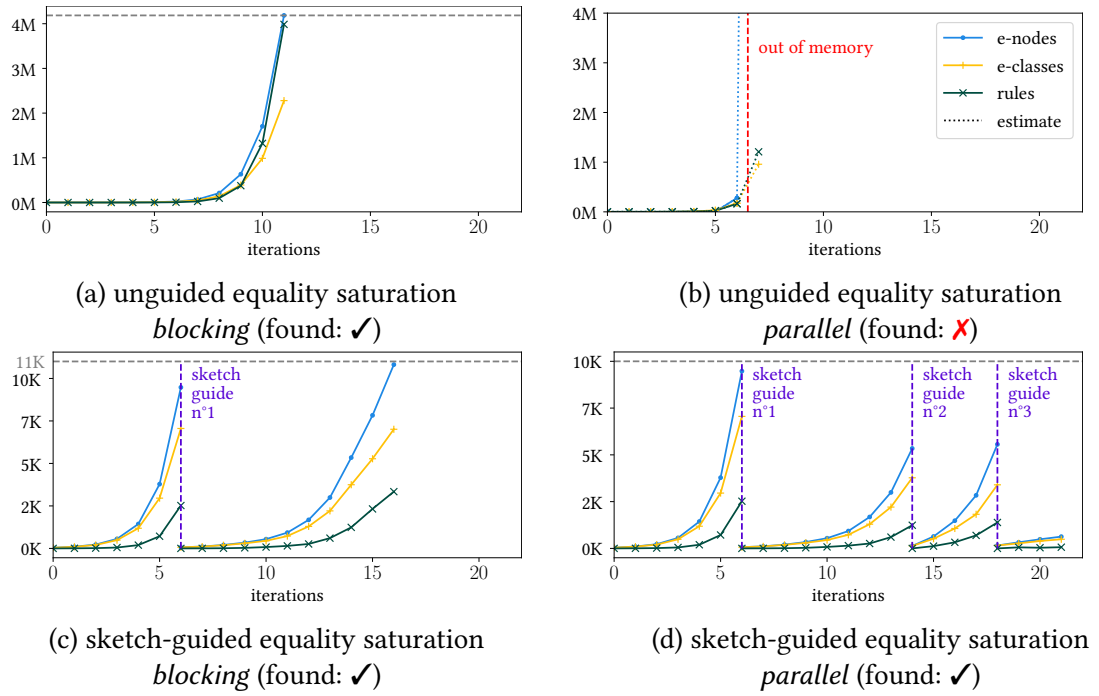 4M
3M
2M
1M
0M
0
5
10
15
20
iterations
(a) unguided equality saturation
blocking (found: ✓)
4M
3M
2M
1M
0M
out of memory
e-nodes
e-classes
rules
estimate
0
5
10
15
20
iterations
(b) unguided equality saturation
parallel (found: ✗)
11K
10K
7K
5K
2K
0K
sketch
guide
n°1
0
5
10
15
20
iterations
(c) sketch-guided equality saturation
blocking (found: ✓)
10K
7K
5K
2K
0K
sketch
guide
n°1
sketch
guide
n°2
sketch
guide
n°3
0
5
10
15
20
iterations
(d) sketch-guided equality saturation
parallel (found: ✓)